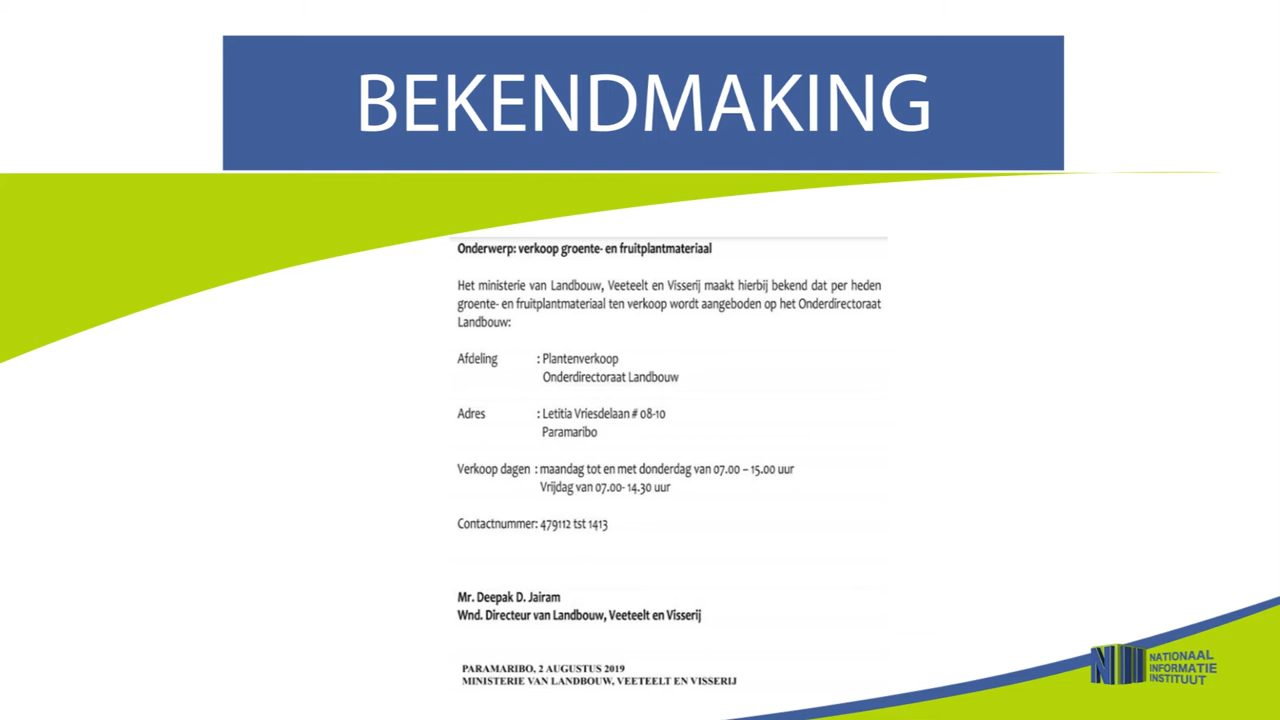 BEKENDMAKING
Onderwerp: verkoop groente- en fruitplantmateriaal
Het ministerie van Landbouw, Veeteelt en Visserij maakt hierbij bekend dat per heden
groente- en fruitplantmateriaal ten verkoop wordt aangeboden op het Onderdirectoraat
Landbouw:
Afdeling : Plantenverkoop
Onderdirectoraat Landbouw
Adres : Letitia Vriesdelaan # 08-10
Paramaribo
Verkoop dagen : maandag tot en met donderdag van 07.00 – 15.00 uur
Vrijdag van 07.00- 14.30 uur
Contactnummer: 479112 tst 1413
Mr. Deepak D. Jairam
Wnd. Directeur van Landbouw, Veeteelt en Visserij
PARAMARIBO, 2 AUGUSTUS 2019
MINISTERIE VAN LANDBOUW, VEETEELT EN VISSERIJ
NATIONAAL
INFORMATIE
INSTITUUT